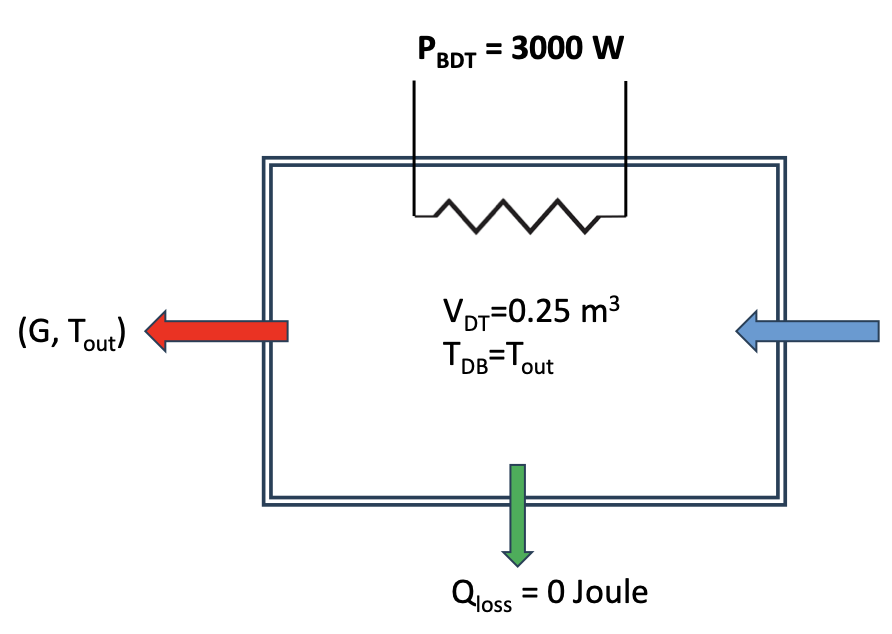 P_BDT = 3000 W
(G, T_out)
V_DT=0.25 m³
T_DB=T_out
Q_loss = 0 Joule